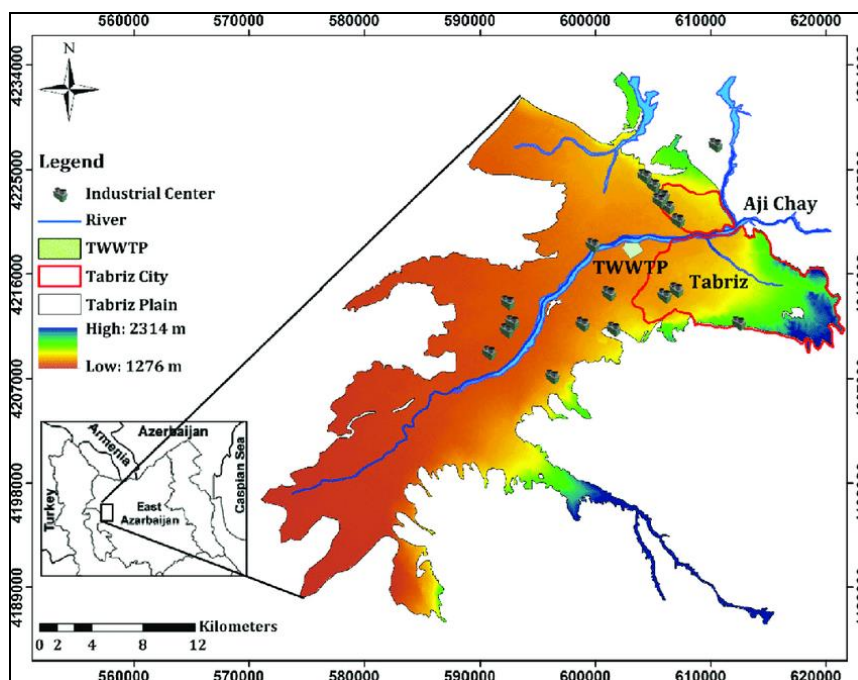 560000 570000 580000 590000 600000 610000 620000
4234000
4225000
4216000
4207000
4198000
4189000
N
Legend
Industrial Center
River
TWWTP
Tabriz City
Tabriz Plain
High: 2314 m
Low: 1276 m
Aji Chay
TWWTP
Tabriz
Armenia
Azerbaijan
Turkey
East
Azarbaijan
Caspian Sea
Kilometers
0 2 4 8 12
560000 570000 580000 590000 600000 610000 620000